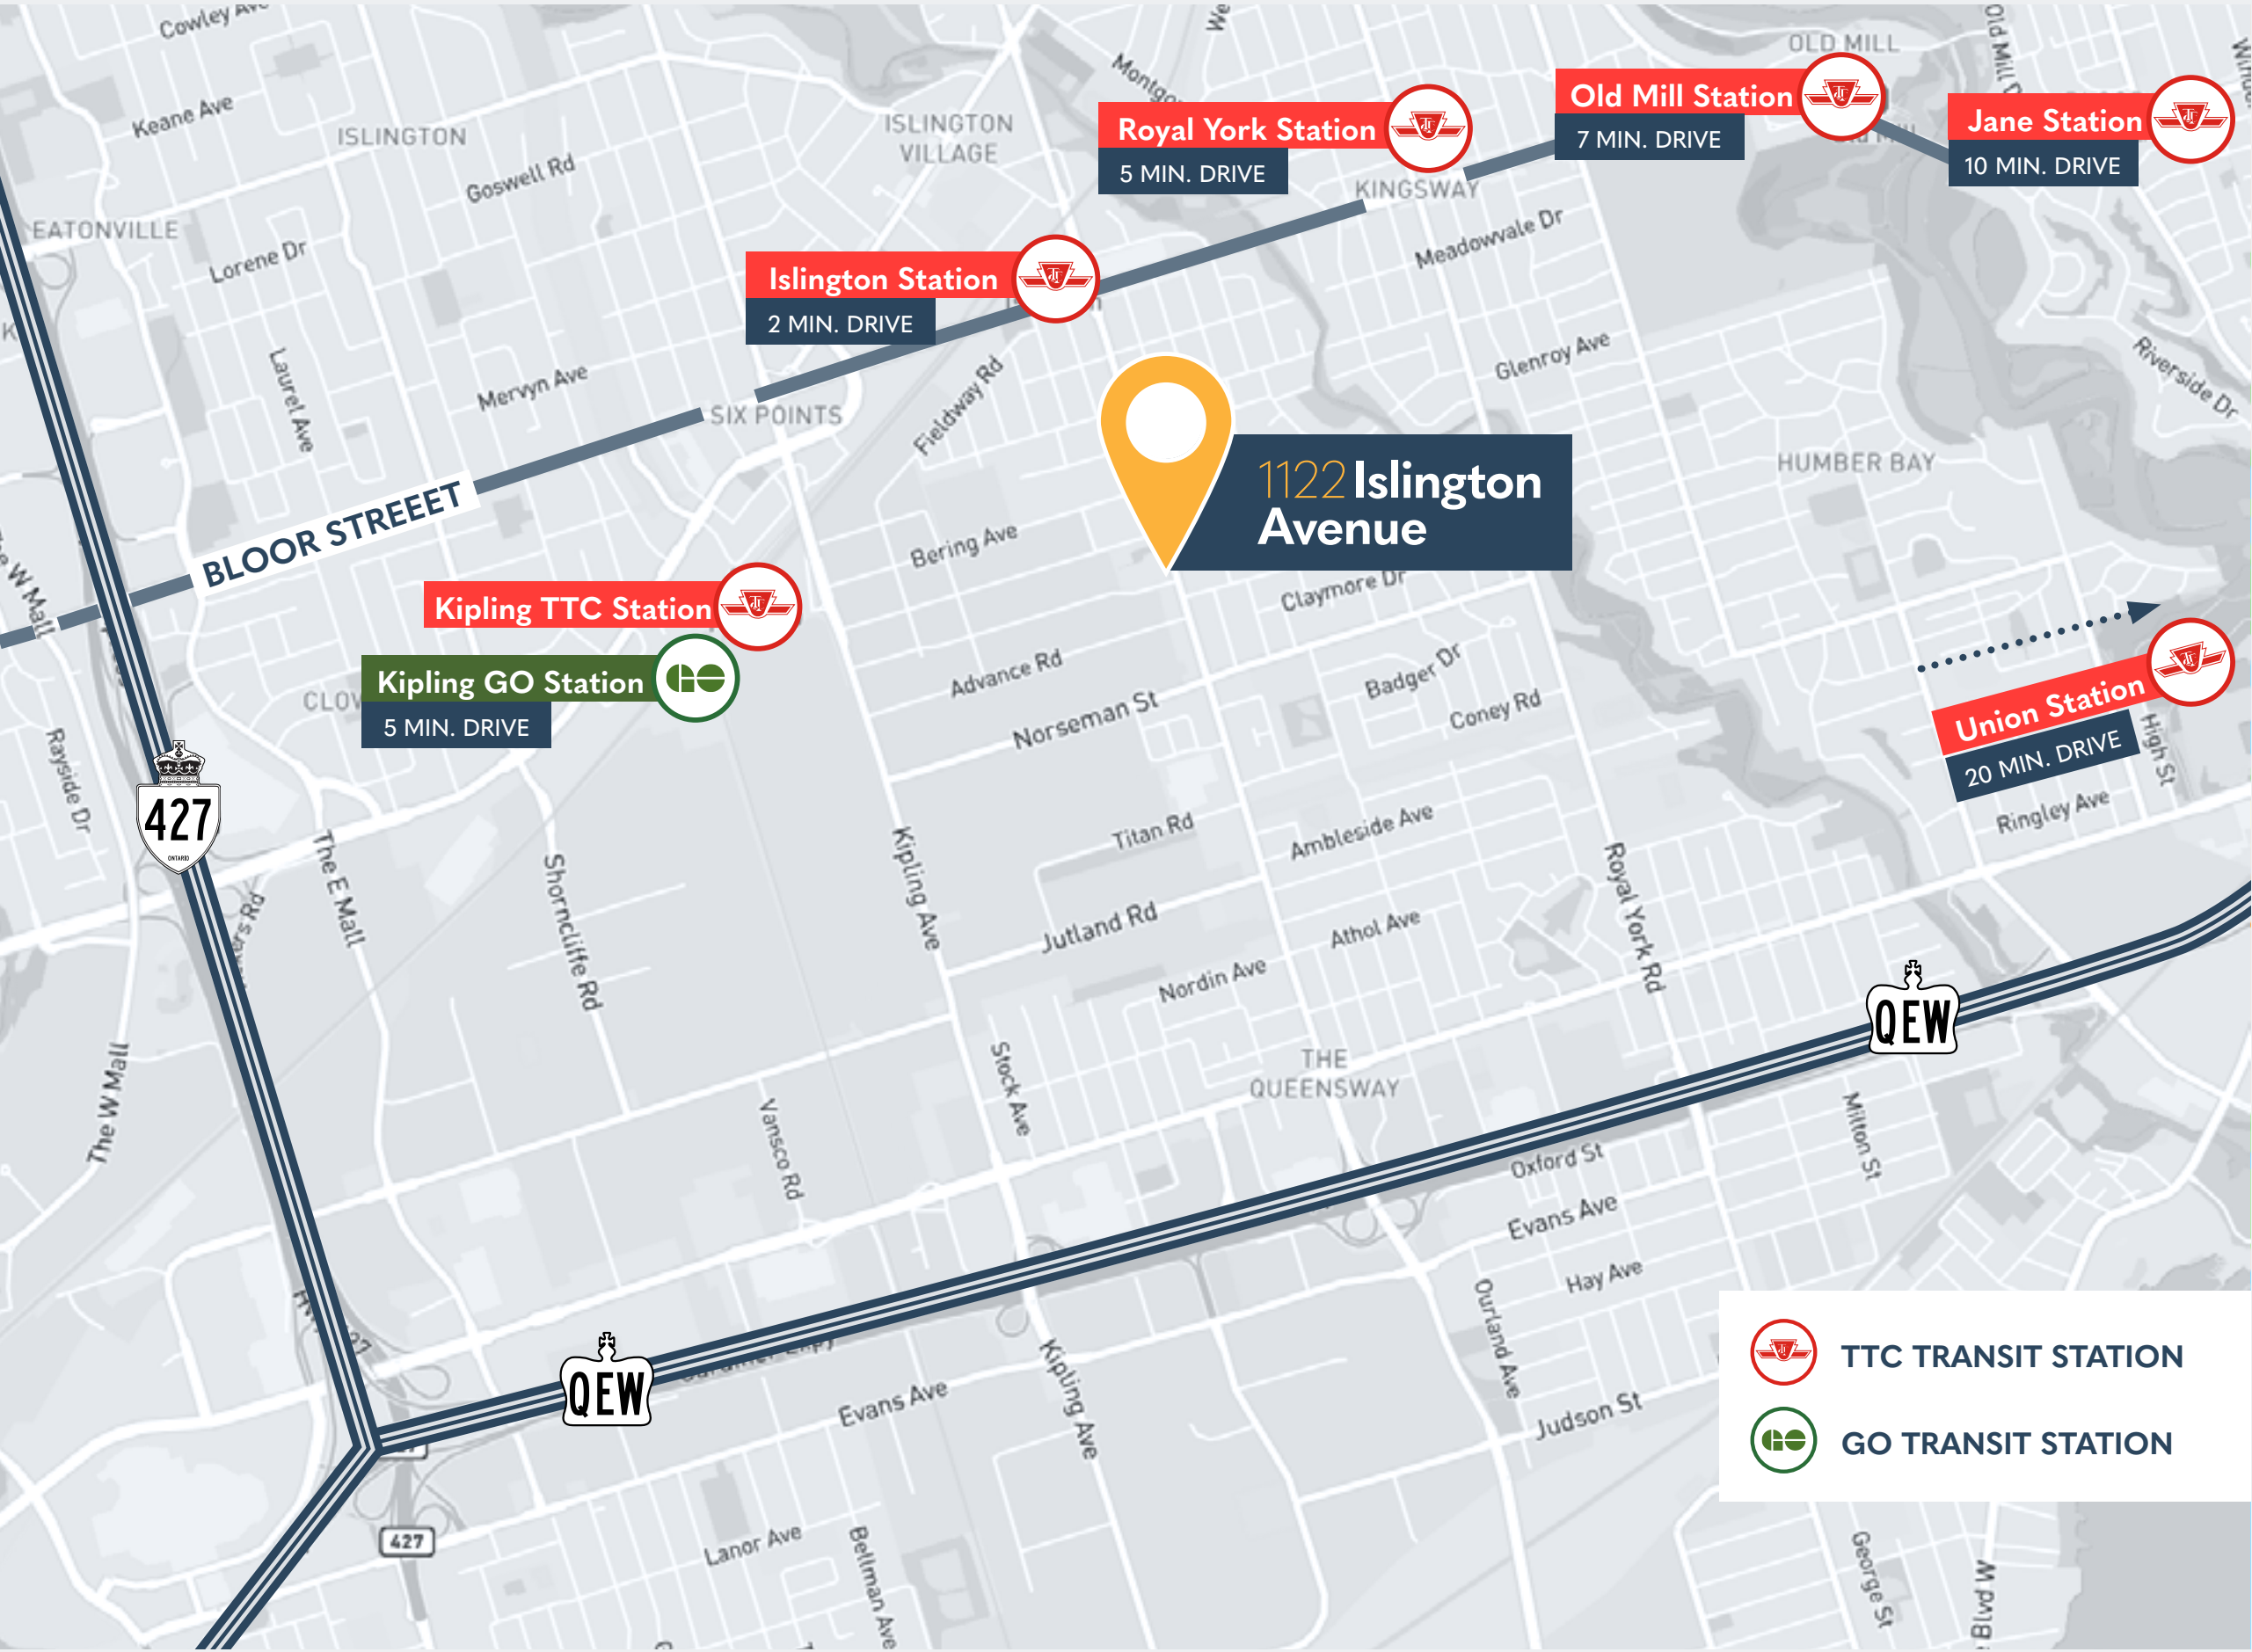 Cowley Ave
Keane Ave
ISLINGTON
Goswell Rd
EATONVILLE
Lorene Dr
Laurel Ave
Mervyn Ave
ISLINGTON
VILLAGE
OLD MILL
Royal York Station
5 MIN. DRIVE
Old Mill Station
7 MIN. DRIVE
Jane Station
10 MIN. DRIVE
KINGSWAY
Meadowvale Dr
Islington Station
2 MIN. DRIVE
SIX POINTS
Fieldway Rd
Glenroy Ave
Riverside Dr
HUMBER BAY
1122 Islington
Avenue
BLOOR STREEET
Bering Ave
Claymore Dr
Kipling TTC Station
Kipling GO Station
5 MIN. DRIVE
Advance Rd
Norseman St
Badger Dr
Coney Rd
Union Station
20 MIN. DRIVE
High St
Ringley Ave
Rayside Dr
427
ONTARIO
The E Mall
Shorncliffe Rd
Kipling Ave
Titan Rd
Ambleside Ave
Royal York Rd
Jutland Rd
Athol Ave
Nordin Ave
QEW
The W Mall
Stock Ave
THE
QUEENSWAY
Vansco Rd
Milton St
Oxford St
Evans Ave
Hay Ave
Ourland Ave
QEW
Evans Ave
Kipling Ave
Judson St
TTC TRANSIT STATION
GO TRANSIT STATION
427
Lanor Ave
Bellman Ave
George St